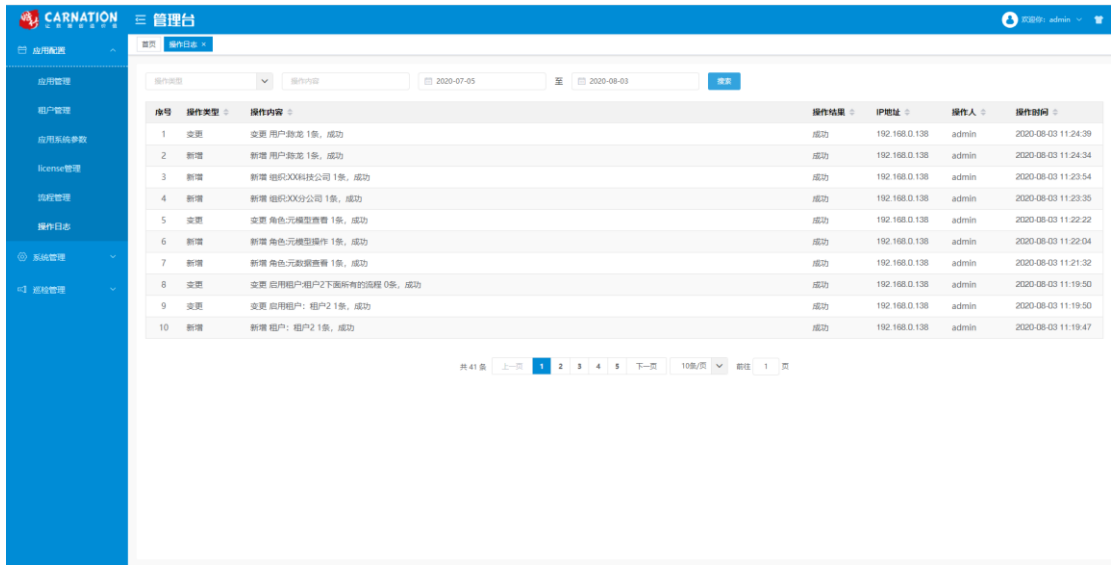 CARNATION
让数据创造价值
管理台
欢迎你: admin
首页 操作日志 ×
应用配置
应用管理
租户管理
应用系统参数
license管理
流程管理
操作日志
系统管理
巡检管理
操作类型 操作内容 2020-07-05 至 2020-08-03 搜索
序号 操作类型 操作内容 操作结果 IP地址 操作人 操作时间
1 变更 变更 用户:陈龙 1条，成功 成功 192.168.0.138 admin 2020-08-03 11:24:39
2 新增 新增 用户:陈龙 1条，成功 成功 192.168.0.138 admin 2020-08-03 11:24:34
3 新增 新增 组织:XX科技公司 1条，成功 成功 192.168.0.138 admin 2020-08-03 11:23:54
4 新增 新增 组织:XX分公司 1条，成功 成功 192.168.0.138 admin 2020-08-03 11:23:35
5 变更 变更 角色:元模型查看 1条，成功 成功 192.168.0.138 admin 2020-08-03 11:22:22
6 新增 新增 角色:元模型操作 1条，成功 成功 192.168.0.138 admin 2020-08-03 11:22:04
7 新增 新增 角色:元数据查看 1条，成功 成功 192.168.0.138 admin 2020-08-03 11:21:32
8 变更 变更 启用租户:租户2下面所有的流程 0条，成功 成功 192.168.0.138 admin 2020-08-03 11:19:50
9 变更 变更 启用租户：租户2 1条，成功 成功 192.168.0.138 admin 2020-08-03 11:19:50
10 新增 新增 租户：租户2 1条，成功 成功 192.168.0.138 admin 2020-08-03 11:19:47
共 41 条 上一页 1 2 3 4 5 下一页 10条/页 前往 1 页